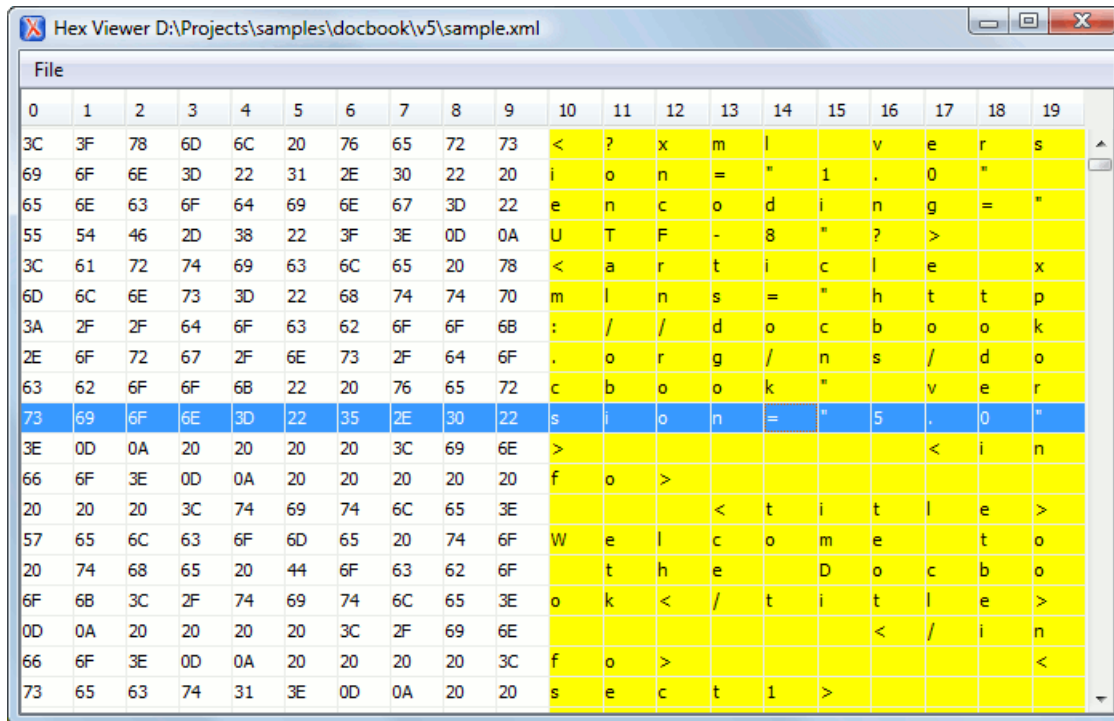 Hex Viewer D:\Projects\samples\docbook\v5\sample.xml
File
0 1 2 3 4 5 6 7 8 9 10 11 12 13 14 15 16 17 18 19
3C 3F 78 6D 6C 20 76 65 72 73 < ? x m l v e r s
69 6F 6E 3D 22 31 2E 30 22 20 i o n = " 1 . 0 "
65 6E 63 6F 64 69 6E 67 3D 22 e n c o d i n g = "
55 54 46 2D 38 22 3F 3E 0D 0A U T F - 8 " ? >
3C 61 72 74 69 63 6C 65 20 78 < a r t i c l e x
6D 6C 6E 73 3D 22 68 74 74 70 m l n s = " h t t p
3A 2F 2F 64 6F 63 62 6F 6F 6B : / / d o c b o o k
2E 6F 72 67 2F 6E 73 2F 64 6F . o r g / n s / d o
63 62 6F 6F 6B 22 20 76 65 72 c b o o k " v e r
73 69 6F 6E 3D 22 35 2E 30 22 s i o n = " 5 . 0 "
3E 0D 0A 20 20 20 20 3C 69 6E > < i n
66 6F 3E 0D 0A 20 20 20 20 20 f o >
20 20 20 3C 74 69 74 6C 65 3E < t i t l e >
57 65 6C 63 6F 6D 65 20 74 6F W e l c o m e t o
20 74 68 65 20 44 6F 63 62 6F t h e D o c b o
6F 6B 3C 2F 74 69 74 6C 65 3E o k < / t i t l e >
0D 0A 20 20 20 20 3C 2F 69 6E < / i n
66 6F 3E 0D 0A 20 20 20 20 3C f o > <
73 65 63 74 31 3E 0D 0A 20 20 s e c t 1 >